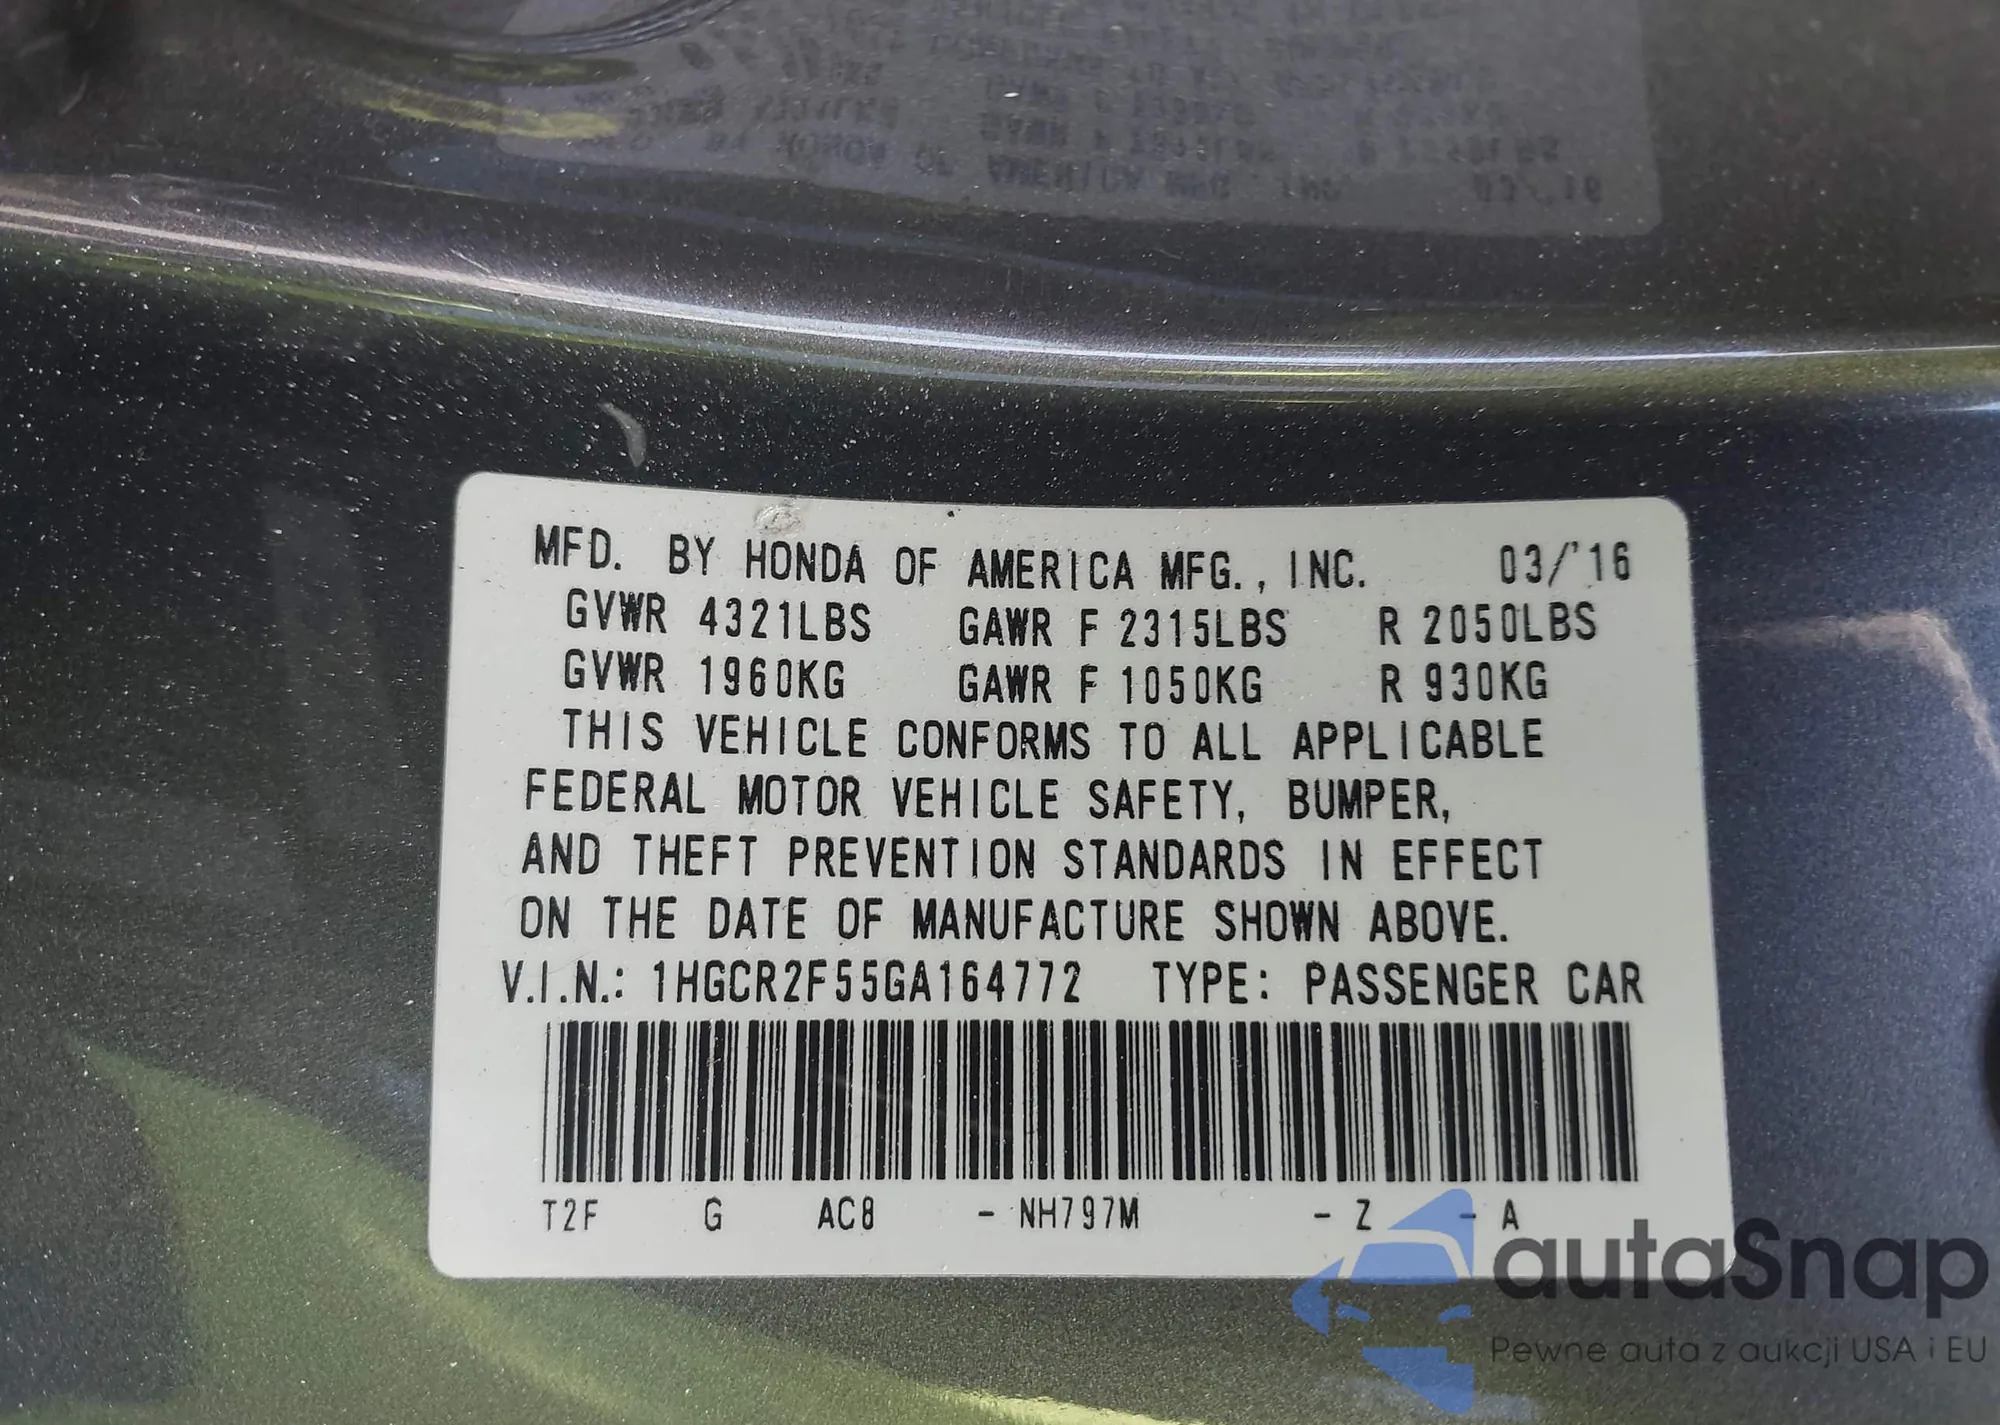 MFD. BY HONDA OF AMERICA MFG., INC. 03/'16
GVWR 4321LBS GAWR F 2315LBS R 2050LBS
GVWR 1960KG GAWR F 1050KG R 930KG
THIS VEHICLE CONFORMS TO ALL APPLICABLE
FEDERAL MOTOR VEHICLE SAFETY, BUMPER,
AND THEFT PREVENTION STANDARDS IN EFFECT
ON THE DATE OF MANUFACTURE SHOWN ABOVE.
V.I.N.: 1HGCR2F55GA164772 TYPE: PASSENGER CAR
T2F G AC8 - NH797M - Z - A
autaSnap
Pewne auta z aukcji USA i EU